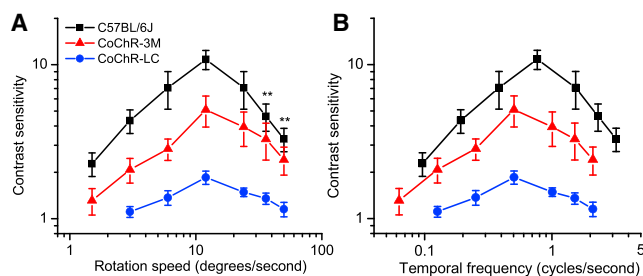 A
C57BL/6J
CoChR-3M
CoChR-LC
Contrast sensitivity
10
1
**
**
1
10
100
Rotation speed (degrees/second)
B
Contrast sensitivity
10
1
0.1
1
5
Temporal frequency (cycles/second)